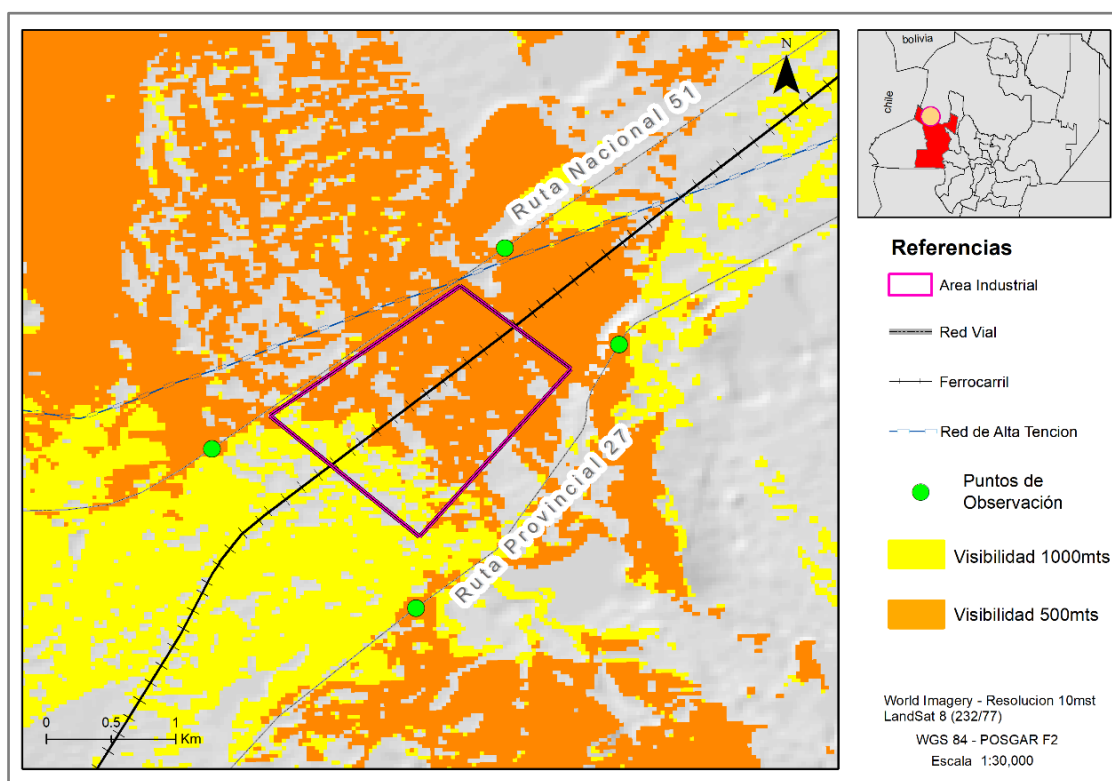 N
Ruta Nacional 51
Ruta Provincial 27
0 0.5 1
Km
bolivia
chile
Referencias
Area Industrial
Red Vial
Ferrocarril
Red de Alta Tencion
Puntos de
Observación
Visibilidad 1000mts
Visibilidad 500mts
World Imagery - Resolucion 10mst
LandSat 8 (232/77)
WGS 84 - POSGAR F2
Escala 1:30,000